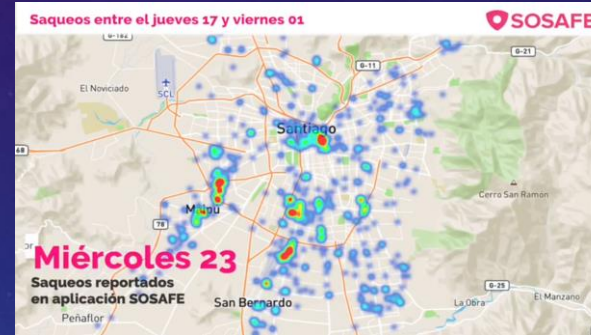 Saqueos entre el jueves 17 y viernes 01
SOSAFE
G-182
G-21
G-11
El Noviciado
SCL
Santiago
68
Cerro San Ramon
Maipú
78
Miércoles 23
Saqueos reportados
en aplicación SOSAFE
San Bernardo
G-25
La Obra
El Manzano
Peñaflor